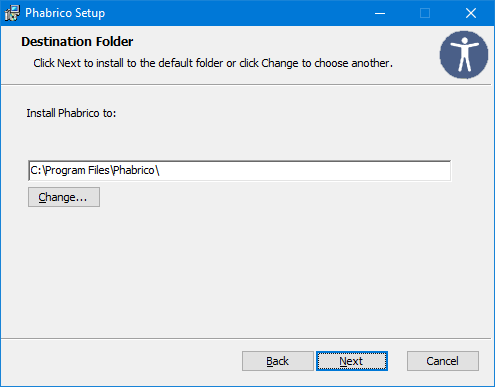 Phabrico Setup
Destination Folder
Click Next to install to the default folder or click Change to choose another.
Install Phabrico to:
C:\Program Files\Phabrico\
Change...
Back Next Cancel